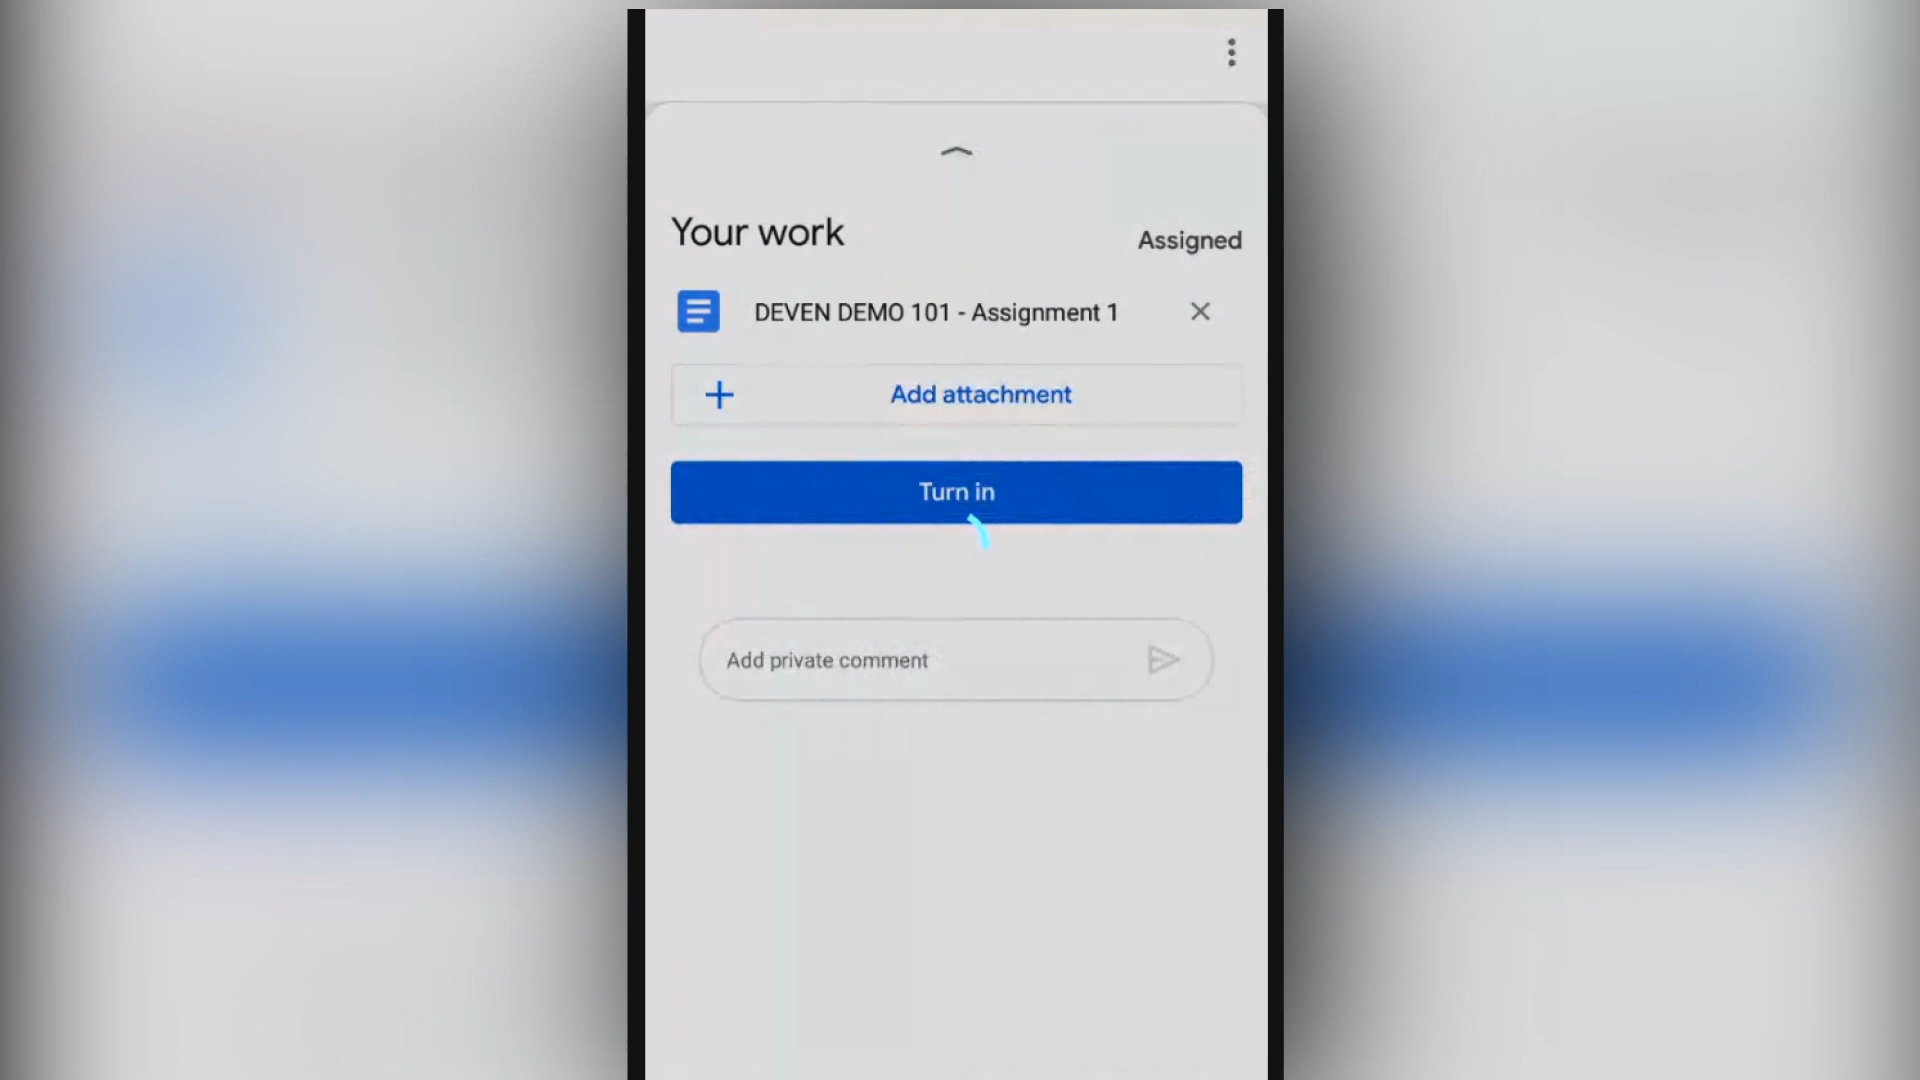 Your work
Assigned
DEVEN DEMO 101 - Assignment 1
Add attachment
Turn in
Add private comment